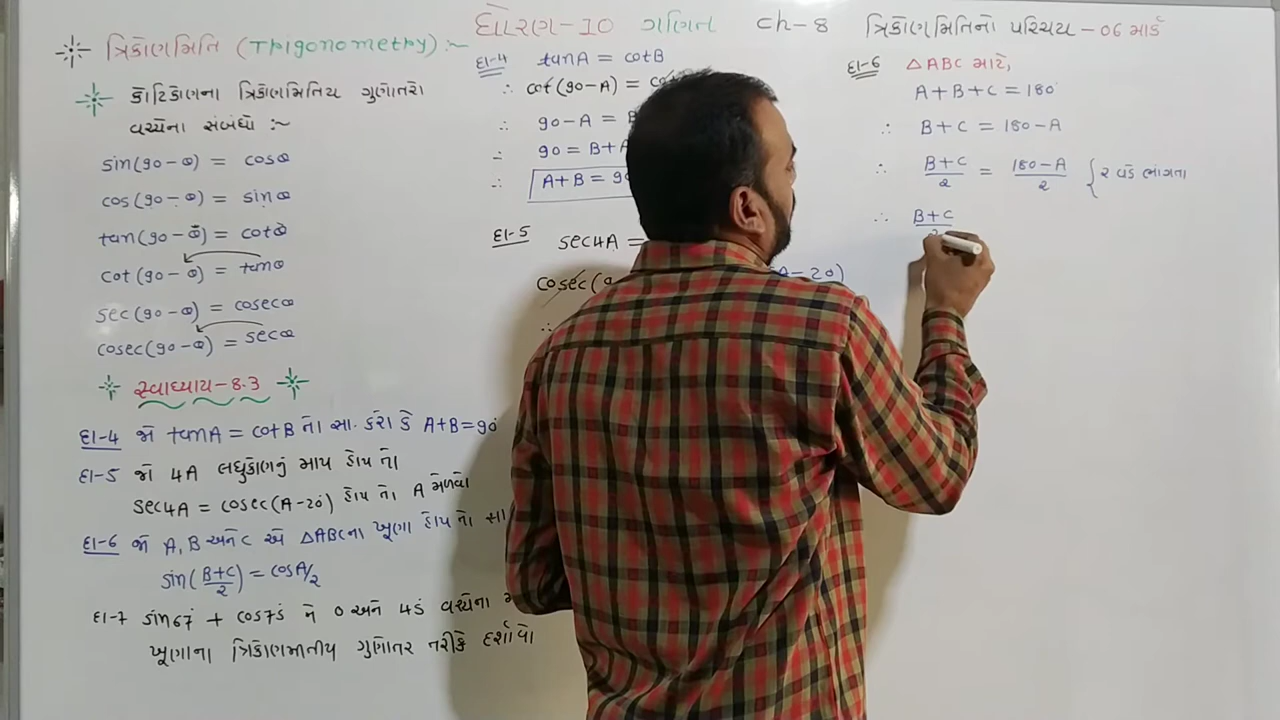 ધોરણ-10 ગણિત Ch-8 ત્રિકોણમિતિનો પરિચય-06 માર્ક
ત્રિકોણમિતિ (Trigonometry) :~
કોટિકોણના ત્રિકોણમિતિય ગુણોતરો
વચ્ચેના સંબંધો :~
sin(90-θ) = cosθ
cos(90-θ) = sinθ
tan(90-θ) = cotθ
cot(90-θ) = tanθ
sec(90-θ) = cosecθ
cosec(90-θ) = secθ
સ્વાધ્યાય-8.3
દા-4 જો tanA = cotB તો સા. કરો કે A+B=90°
દા-5 જો 4A લઘુકોણનું માપ હોય તો
sec4A = cosec(A-20°) હોય તો A મેળવો
દા-6 જો A, B અને C એ △ABCના ખૂણા હોય તો સા
sin(B+C/2) = cosA/2
દા-7 sin67° + cos75° ને 0 અને 45 વચ્ચેના
ખૂણાના ત્રિકોણમાતીય ગુણોતર તરીકે દર્શાવો
દા-4 tanA = cotB
∴ cot(90-A) =
∴ 90-A =
∴ 90 = B+A
∴ A+B = 90
દા-5 sec4A =
cosec( A-20)
∴
દા-6 △ABC માટે,
A+B+C = 180°
∴ B+C = 180-A
∴ B+C/2 = 180-A/2 {2 વડે ભાગતા
∴ B+C